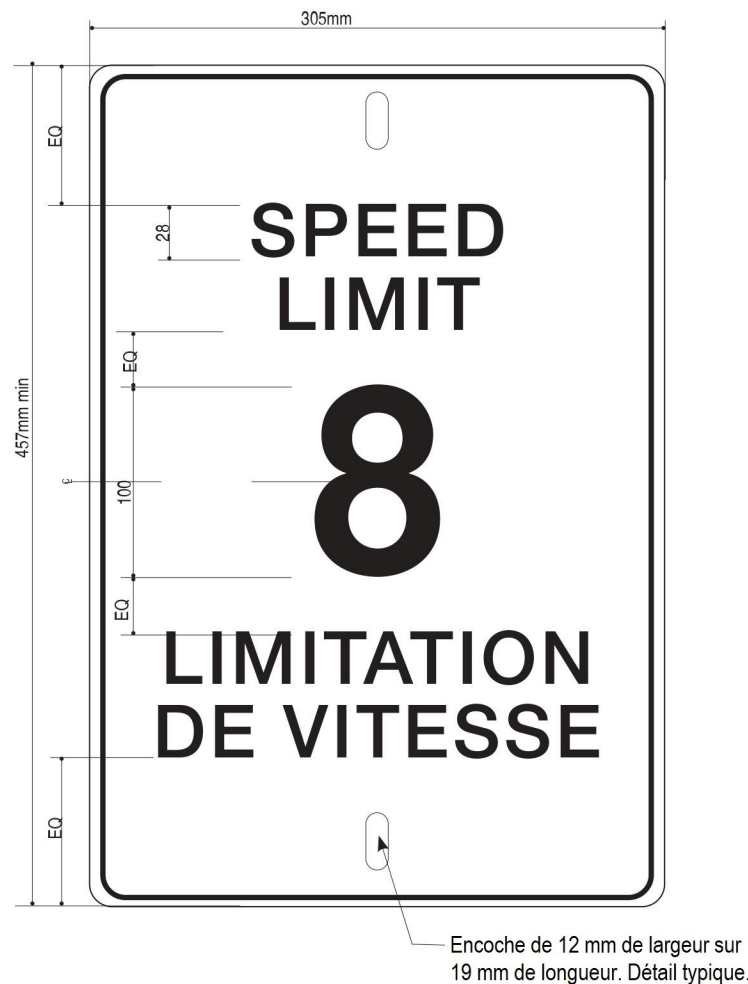 305mm
EQ
28
SPEED
LIMIT
EQ
457mm min
100
8
EQ
LIMITATION
DE VITESSE
EQ
Encoche de 12 mm de largeur sur
19 mm de longueur. Détail typique.